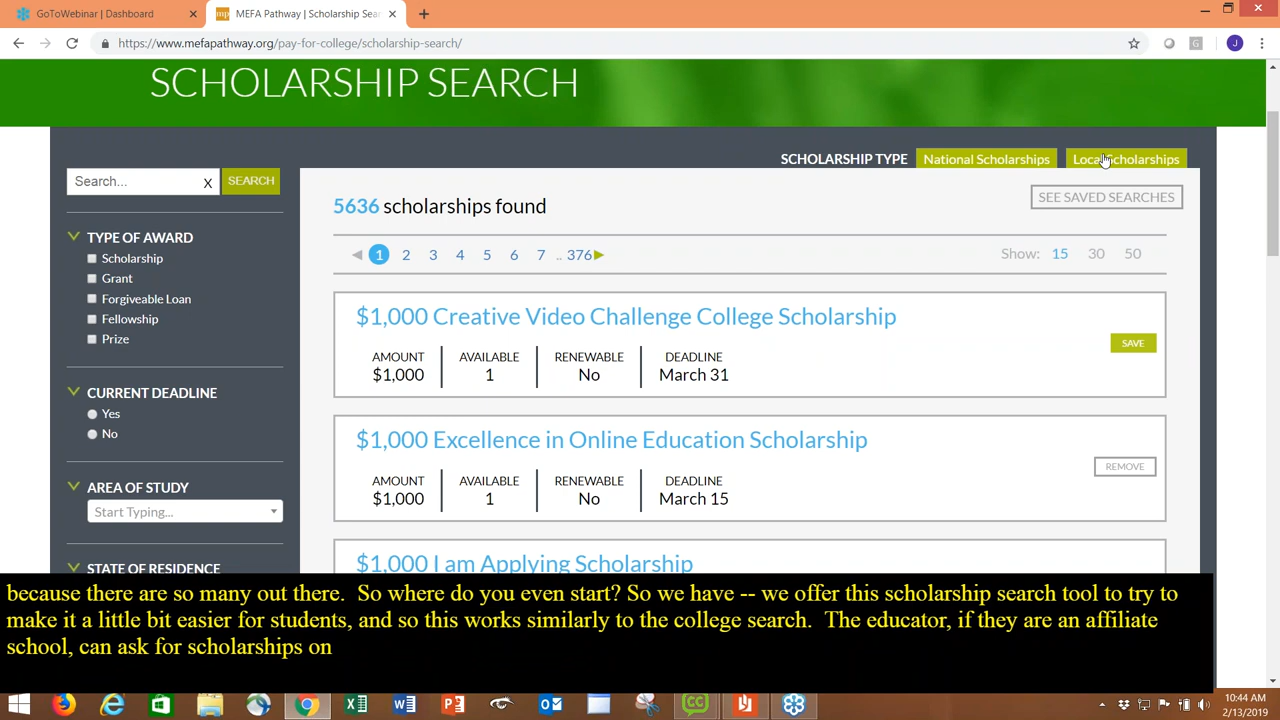 GoToWebinar | Dashboard
MEFA Pathway | Scholarship Sear
https://www.mefapathway.org/pay-for-college/scholarship-search/
G
J
SCHOLARSHIP SEARCH
SCHOLARSHIP TYPE National Scholarships Local Scholarships
Search... X SEARCH
SEE SAVED SEARCHES
5636 scholarships found
TYPE OF AWARD
Scholarship
Grant
Forgiveable Loan
Fellowship
Prize
1 2 3 4 5 6 7 .. 376 Show: 15 30 50
$1,000 Creative Video Challenge College Scholarship
AMOUNT AVAILABLE RENEWABLE DEADLINE
$1,000 1 No March 31
SAVE
CURRENT DEADLINE
Yes
No
$1,000 Excellence in Online Education Scholarship
AMOUNT AVAILABLE RENEWABLE DEADLINE
$1,000 1 No March 15
REMOVE
AREA OF STUDY
Start Typing...
STATE OF RESIDENCE
$1,000 I am Applying Scholarship
because there are so many out there. So where do you even start? So we have -- we offer this scholarship search tool to try to
make it a little bit easier for students, and so this works similarly to the college search. The educator, if they are an affiliate
school, can ask for scholarships on
10:44 AM
2/13/2019